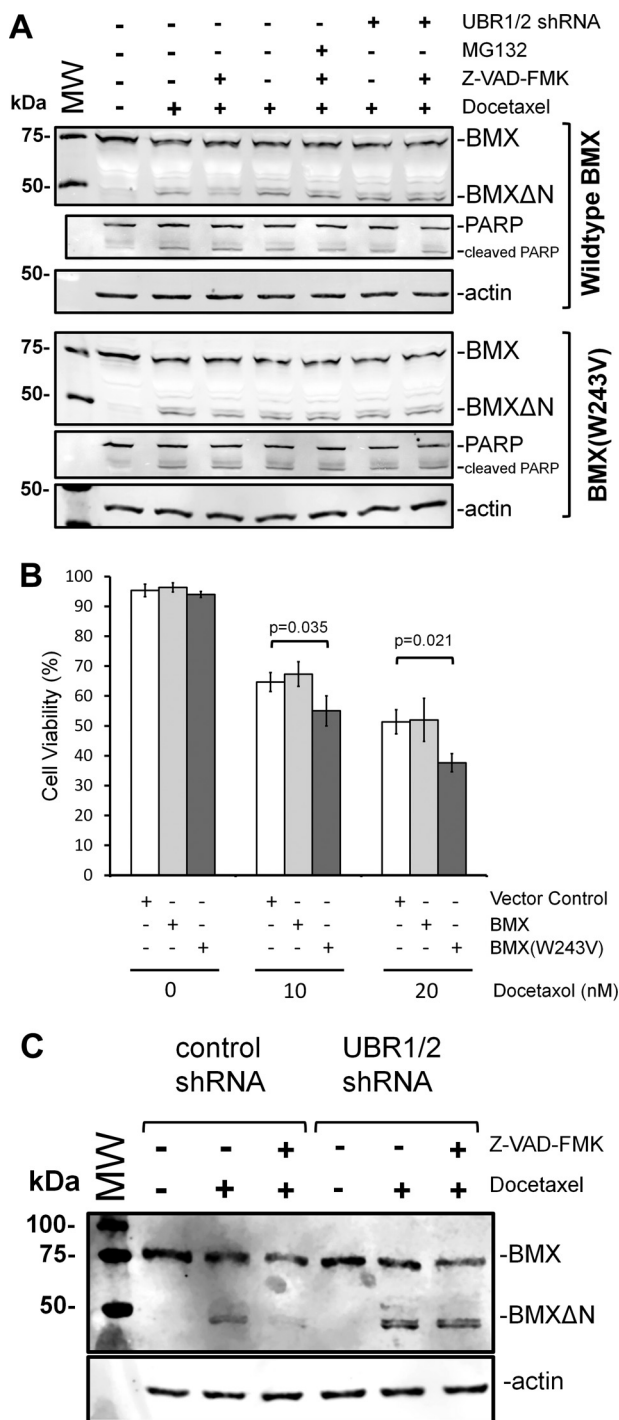 A
- - - - - + + UBR1/2 shRNA
- - - - + - - MG132
- - + - + - + Z-VAD-FMK
- + + + + + + Docetaxel
MW
kDa
75-
50-
-BMX
-BMXΔN
-PARP
-cleaved PARP
50-
-actin
Wildtype BMX
75-
50-
-BMX
-BMXΔN
-PARP
-cleaved PARP
50-
-actin
BMX(W243V)
B
Cell Viability (%)
100
90
80
70
60
50
40
30
20
10
0
p=0.035
p=0.021
+ - - + - - + - - Vector Control
- + - - + - - + - BMX
- - + - - + - - + BMX(W243V)
0 10 20 Docetaxol (nM)
C
control shRNA
UBR1/2 shRNA
- - + - - + Z-VAD-FMK
- + + - + + Docetaxel
MW
kDa
100-
75-
50-
-BMX
-BMXΔN
-actin